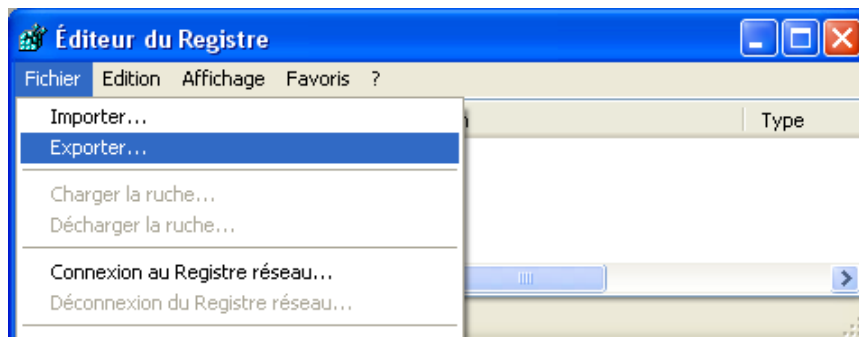 Éditeur du Registre
Fichier Edition Affichage Favoris ?
Importer...
Type
Exporter...
Charger la ruche...
Décharger la ruche...
Connexion au Registre réseau...
Déconnexion du Registre réseau...